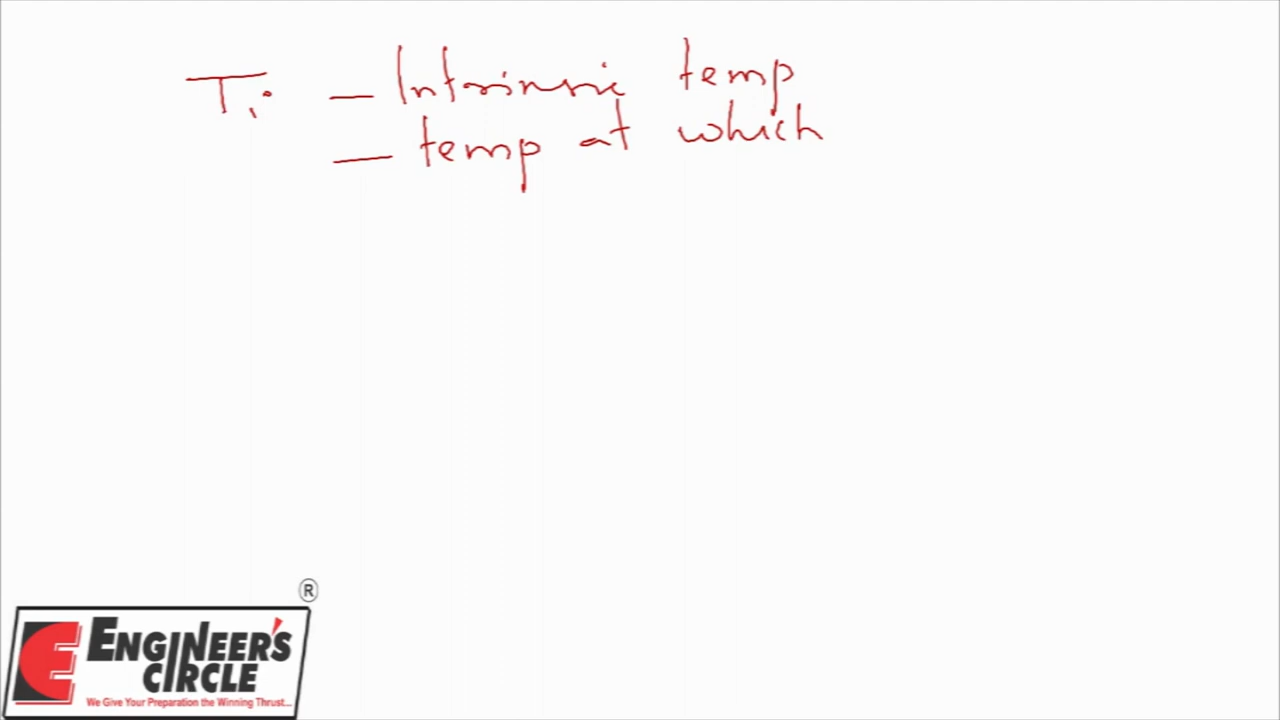 Ti - Intrinsic temp
- temp at which
®
ENGINEER'S
CIRCLE
We Give Your Preparation the Winning Thrust...